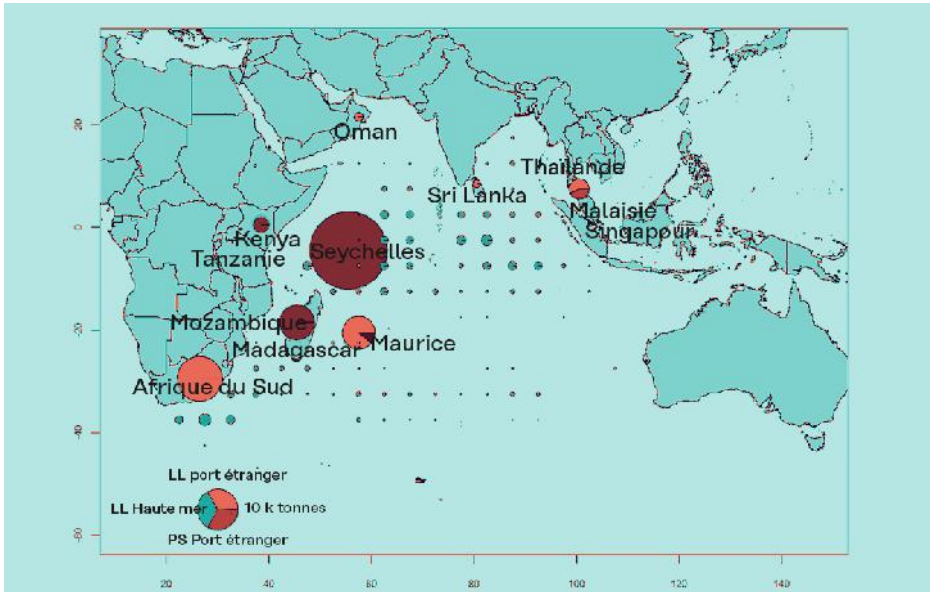 Oman
Thaïlande
Sri Lanka
Malaisie
Singapour
Kenya
Seychelles
Tanzanie
Mozambique
Maurice
Madagascar
Afrique du Sud
LL port étranger
LL Haute mer
10 k tonnes
PS Port étranger
20
0
-20
-40
-60
20 40 60 80 100 120 140